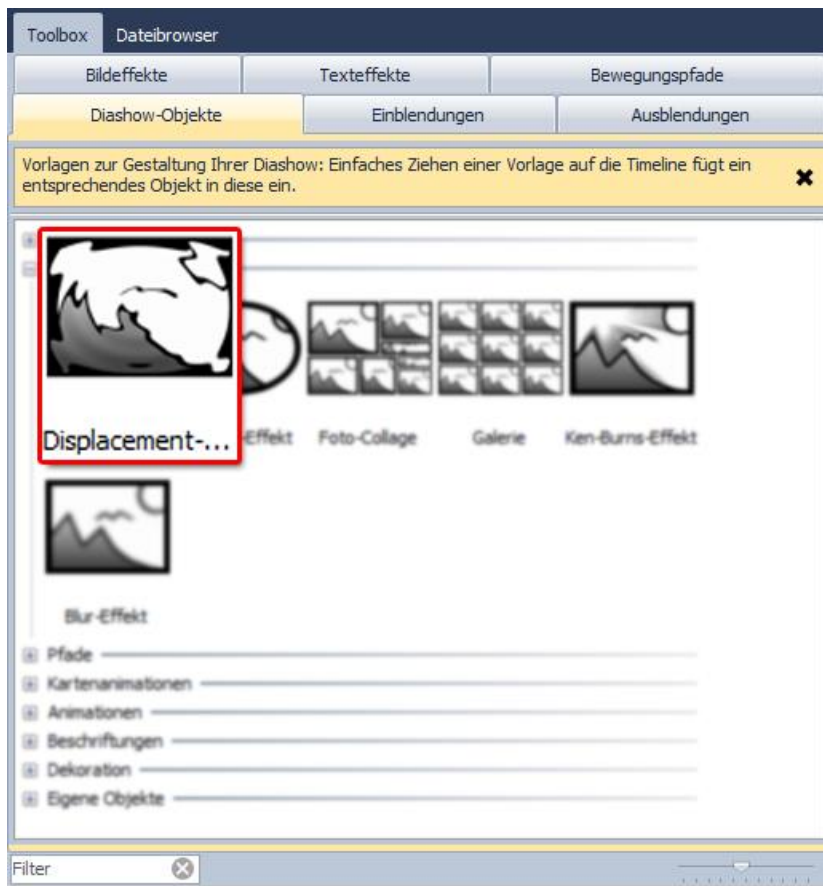 Toolbox Dateibrowser
Bildeffekte Texteffekte Bewegungspfade
Diashow-Objekte Einblendungen Ausblendungen
Vorlagen zur Gestaltung Ihrer Diashow: Einfaches Ziehen einer Vorlage auf die Timeline fügt ein
entsprechendes Objekt in diese ein.
Displacement-... -Effekt Foto-Collage Galerie Ken-Burns-Effekt
Blur-Effekt
Pfade
Kartenanimationen
Animationen
Beschriftungen
Dekoration
Eigene Objekte
Filter